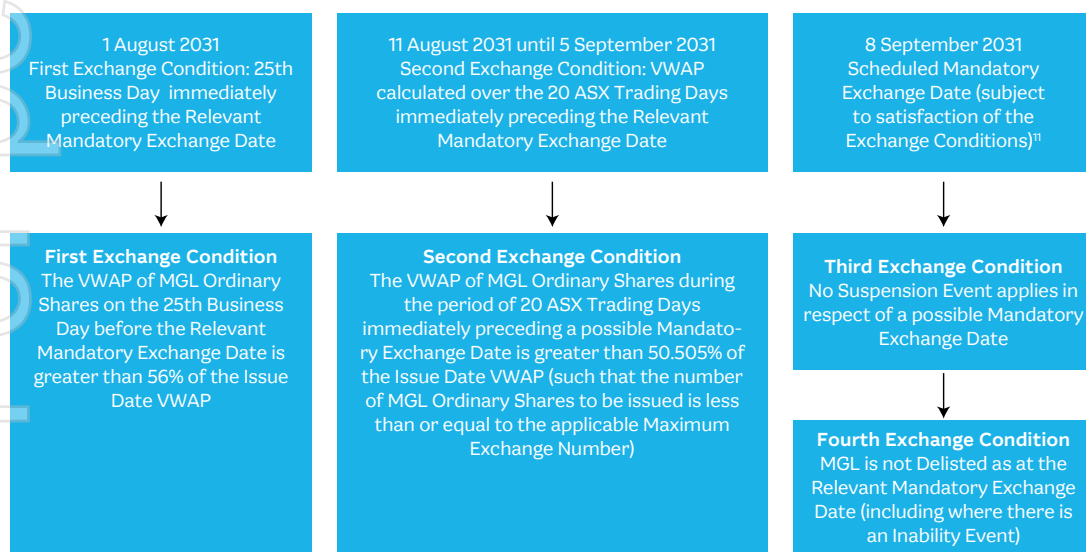 1 August 2031
First Exchange Condition: 25th
Business Day immediately
preceding the Relevant
Mandatory Exchange Date
11 August 2031 until 5 September 2031
Second Exchange Condition: VWAP
calculated over the 20 ASX Trading Days
immediately preceding the Relevant
Mandatory Exchange Date
8 September 2031
Scheduled Mandatory
Exchange Date (subject
to satisfaction of the
Exchange Conditions)¹¹
First Exchange Condition
The VWAP of MGL Ordinary
Shares on the 25th Business
Day before the Relevant
Mandatory Exchange Date is
greater than 56% of the Issue
Date VWAP
Second Exchange Condition
The VWAP of MGL Ordinary Shares during
the period of 20 ASX Trading Days
immediately preceding a possible Mandato-
ry Exchange Date is greater than 50.505% of
the Issue Date VWAP (such that the number
of MGL Ordinary Shares to be issued is less
than or equal to the applicable Maximum
Exchange Number)
Third Exchange Condition
No Suspension Event applies in
respect of a possible Mandatory
Exchange Date
Fourth Exchange Condition
MGL is not Delisted as at the
Relevant Mandatory Exchange
Date (including where there is
an Inability Event)